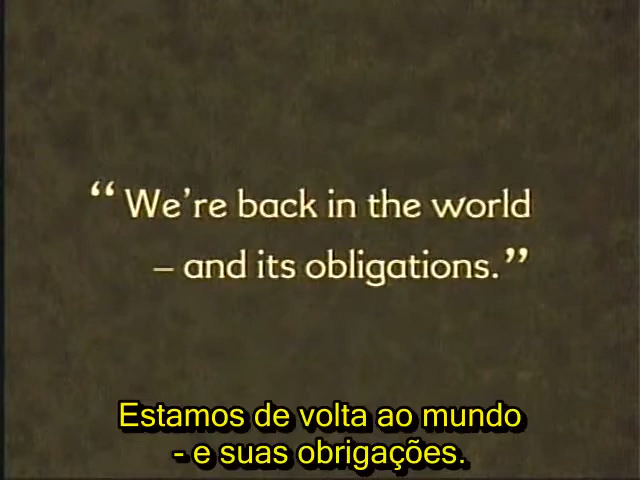 “We’re back in the world
– and its obligations.”
Estamos de volta ao mundo
- e suas obrigações.